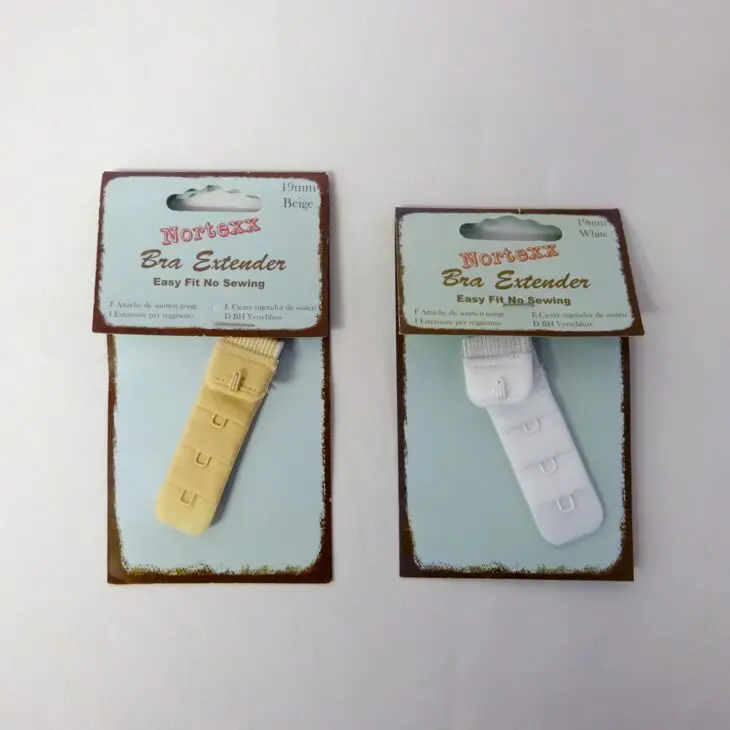 19mm
Beige
Nortexx
Bra Extender
Easy Fit No Sewing
F Attache de soutien gorge
E Cierre sujetador de sosten
I Estensore per reggiseno
D BH Verschluss
19mm
White
Nortexx
Bra Extender
Easy Fit No Sewing
F Attache de soutien gorge
E Cierre sujetador de sosten
I Estensore per reggiseno
D BH Verschluss